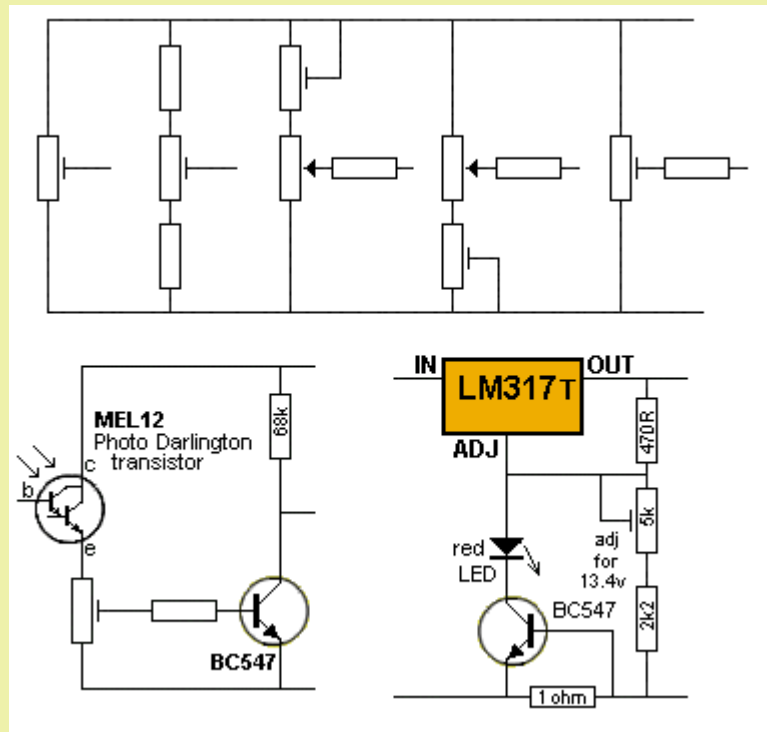 MEL12
Photo Darlington
transistor
c
b
e
68k
BC547
IN
LM317T
OUT
ADJ
470R
5k
adj
for
13.4v
red
LED
BC547
2k2
1 ohm